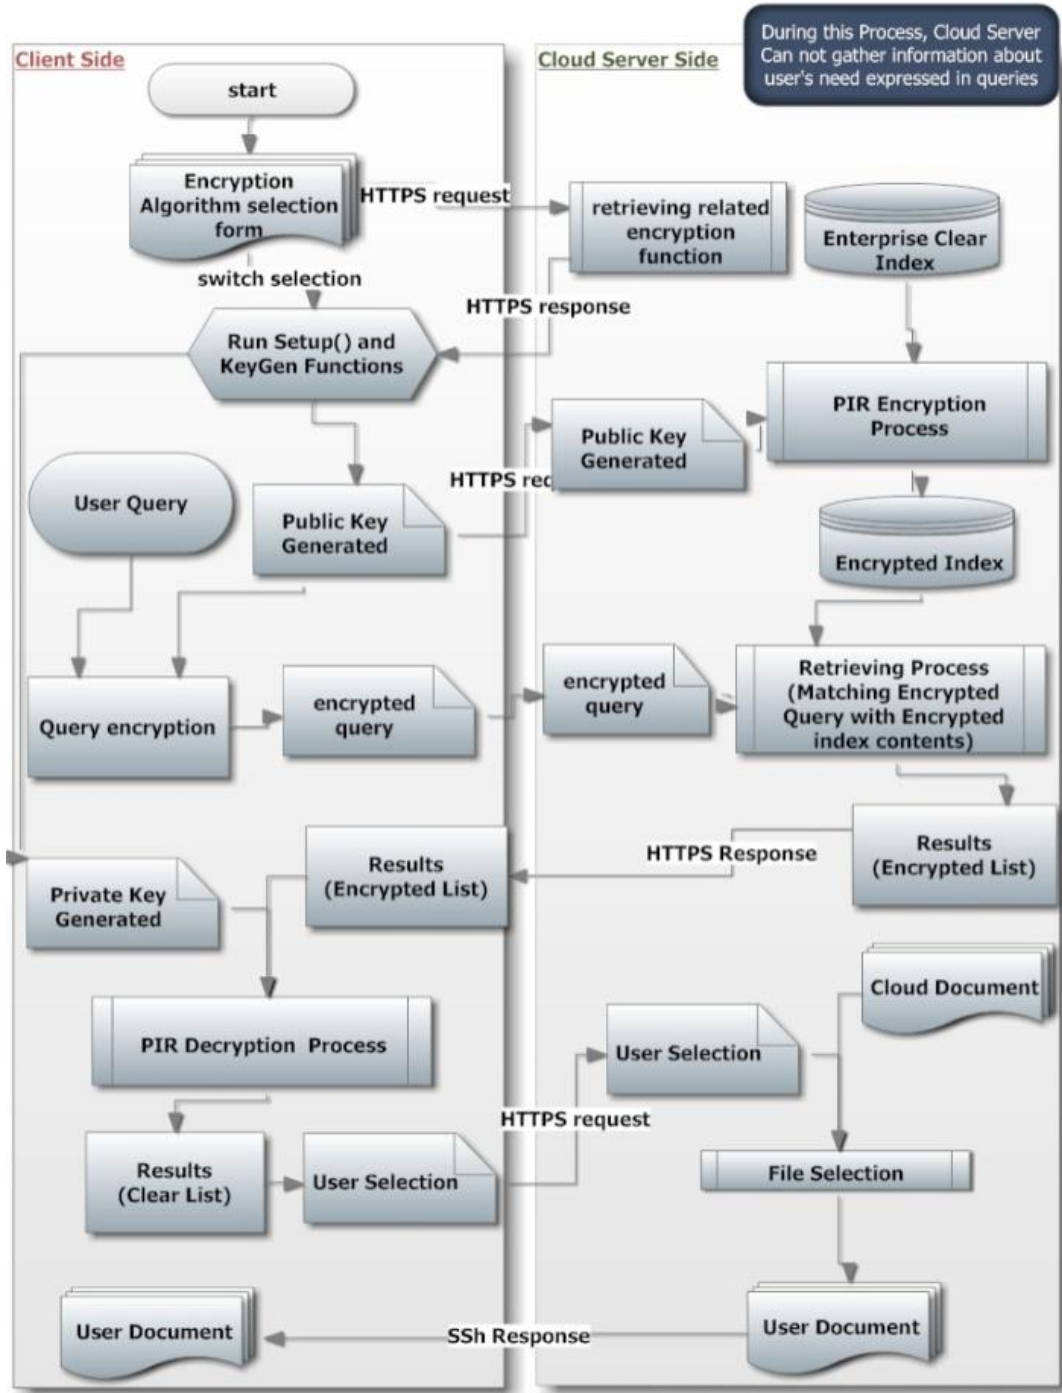 During this Process, Cloud Server
Can not gather information about
user's need expressed in queries
Client Side
Cloud Server Side
start
Encryption
Algorithm selection
form
HTTPS request
retrieving related
encryption
function
Enterprise Clear
Index
switch selection
HTTPS response
Run Setup() and
KeyGen Functions
PIR Encryption
Process
Public Key
Generated
HTTPS req
User Query
Public Key
Generated
Encrypted Index
Query encryption
encrypted
query
encrypted
query
Retrieving Process
(Matching Encrypted
Query with Encrypted
index contents)
Results
(Encrypted List)
HTTPS Response
Results
(Encrypted List)
Private Key
Generated
Cloud Document
PIR Decryption Process
User Selection
HTTPS request
Results
(Clear List)
User Selection
File Selection
User Document
SSh Response
User Document